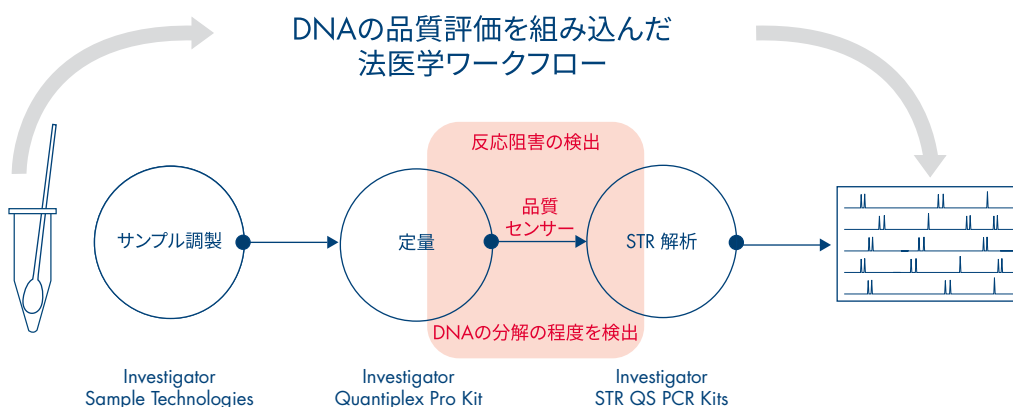 DNAの品質評価を組み込んだ
法医学ワークフロー
反応阻害の検出
サンプル調製
定量
品質
センサー
STR 解析
DNAの分解の程度を検出
Investigator
Sample Technologies
Investigator
Quantiplex Pro Kit
Investigator
STR QS PCR Kits